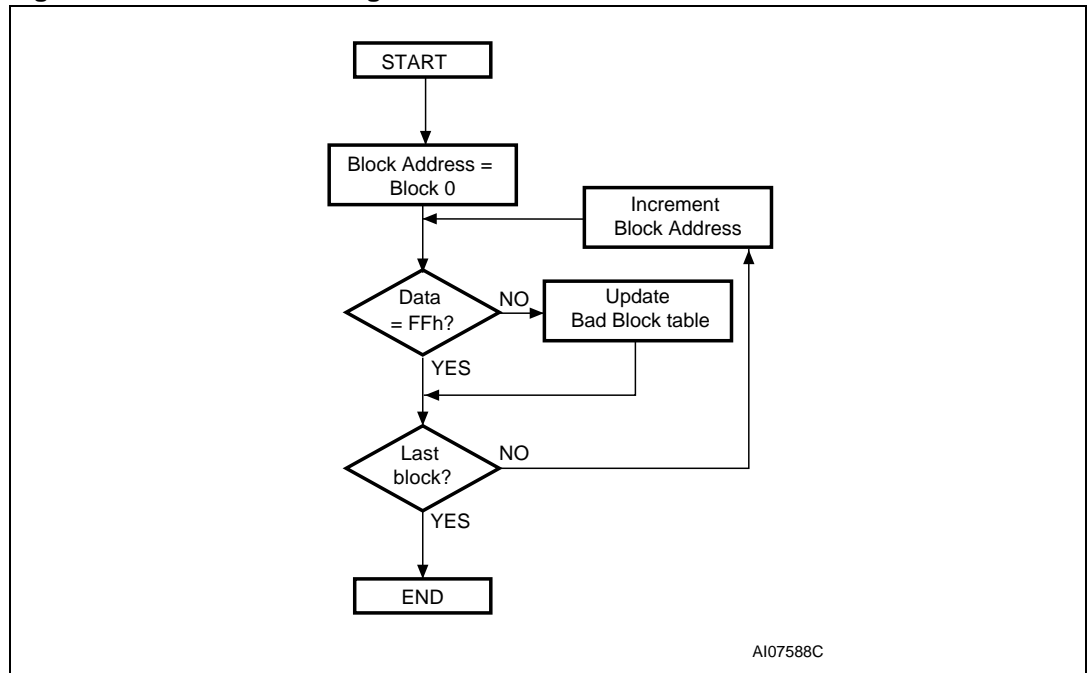 START
Block Address =
Block 0
Increment
Block Address
Data
= FFh?
NO
Update
Bad Block table
YES
Last
block?
NO
YES
END
AI07588C